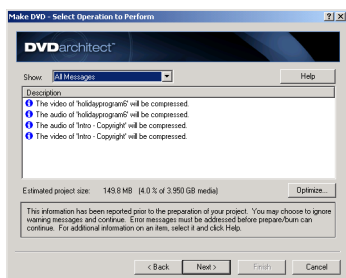 Make DVD - Select Operation to Perform
DVDarchitect™
Show: All Messages
Help
Description
The video of 'holidayprogram6' will be compressed.
The audio of 'holidayprogram6' will be compressed.
The audio of 'Intro - Copyright' will be compressed.
The video of 'Intro - Copyright' will be compressed.
Estimated project size: 149.8 MB (4.0 % of 3.950 GB media)
Optimize...
This information has been reported prior to the preparation of your project. You may choose to ignore
warning messages and continue. Error messages must be addressed before prepare/burn can
continue. For additional information on an item, select it and click Help.
< Back Next > Finish Cancel